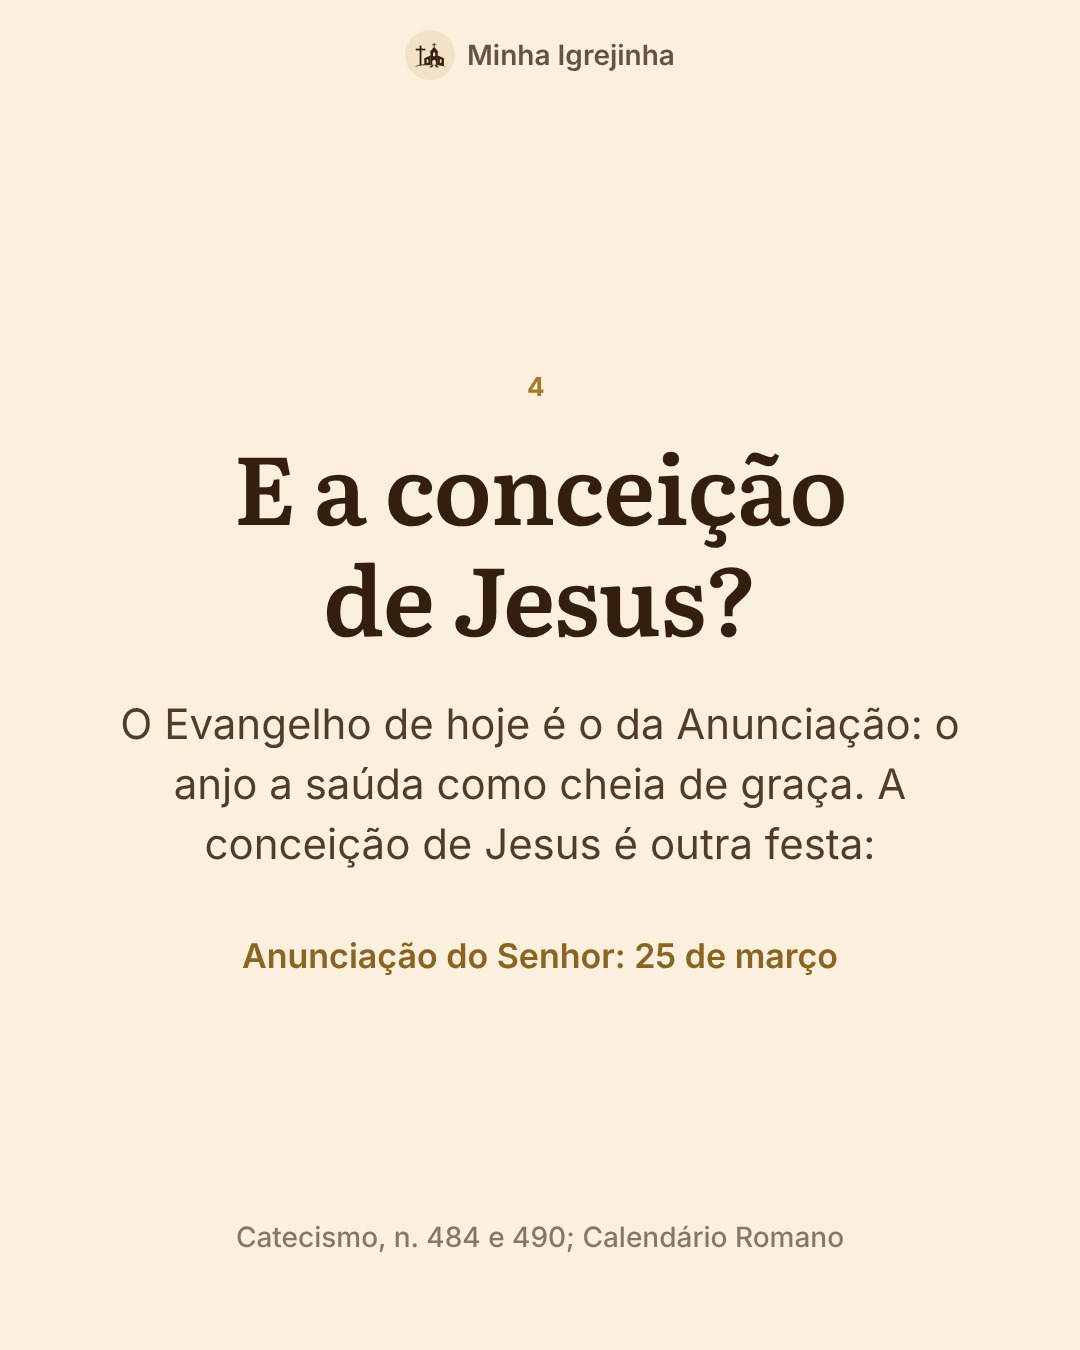 Minha Igrejinha
4
E a conceição
de Jesus?
O Evangelho de hoje é o da Anunciação: o
anjo a saúda como cheia de graça. A
conceição de Jesus é outra festa:
Anunciação do Senhor: 25 de março
Catecismo, n. 484 e 490; Calendário Romano